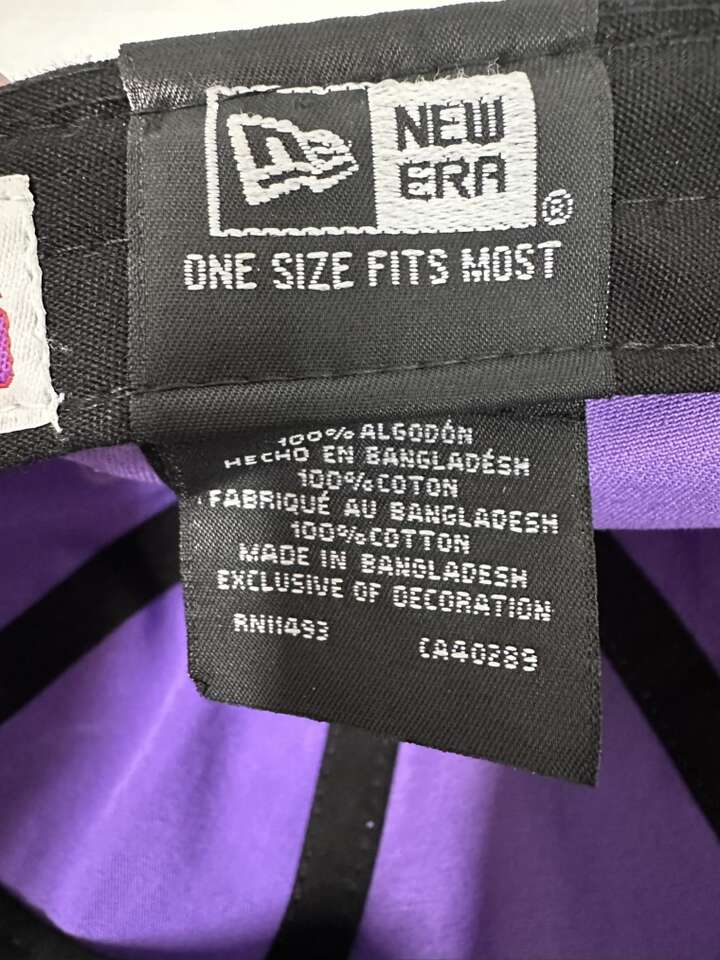 NEW
ERA
®
ONE SIZE FITS MOST
100% ALGODÓN
HECHO EN BANGLADÉSH
100% COTON
FABRIQUÉ AU BANGLADESH
100% COTTON
MADE IN BANGLADESH
EXCLUSIVE OF DECORATION
RN11493 CA40289